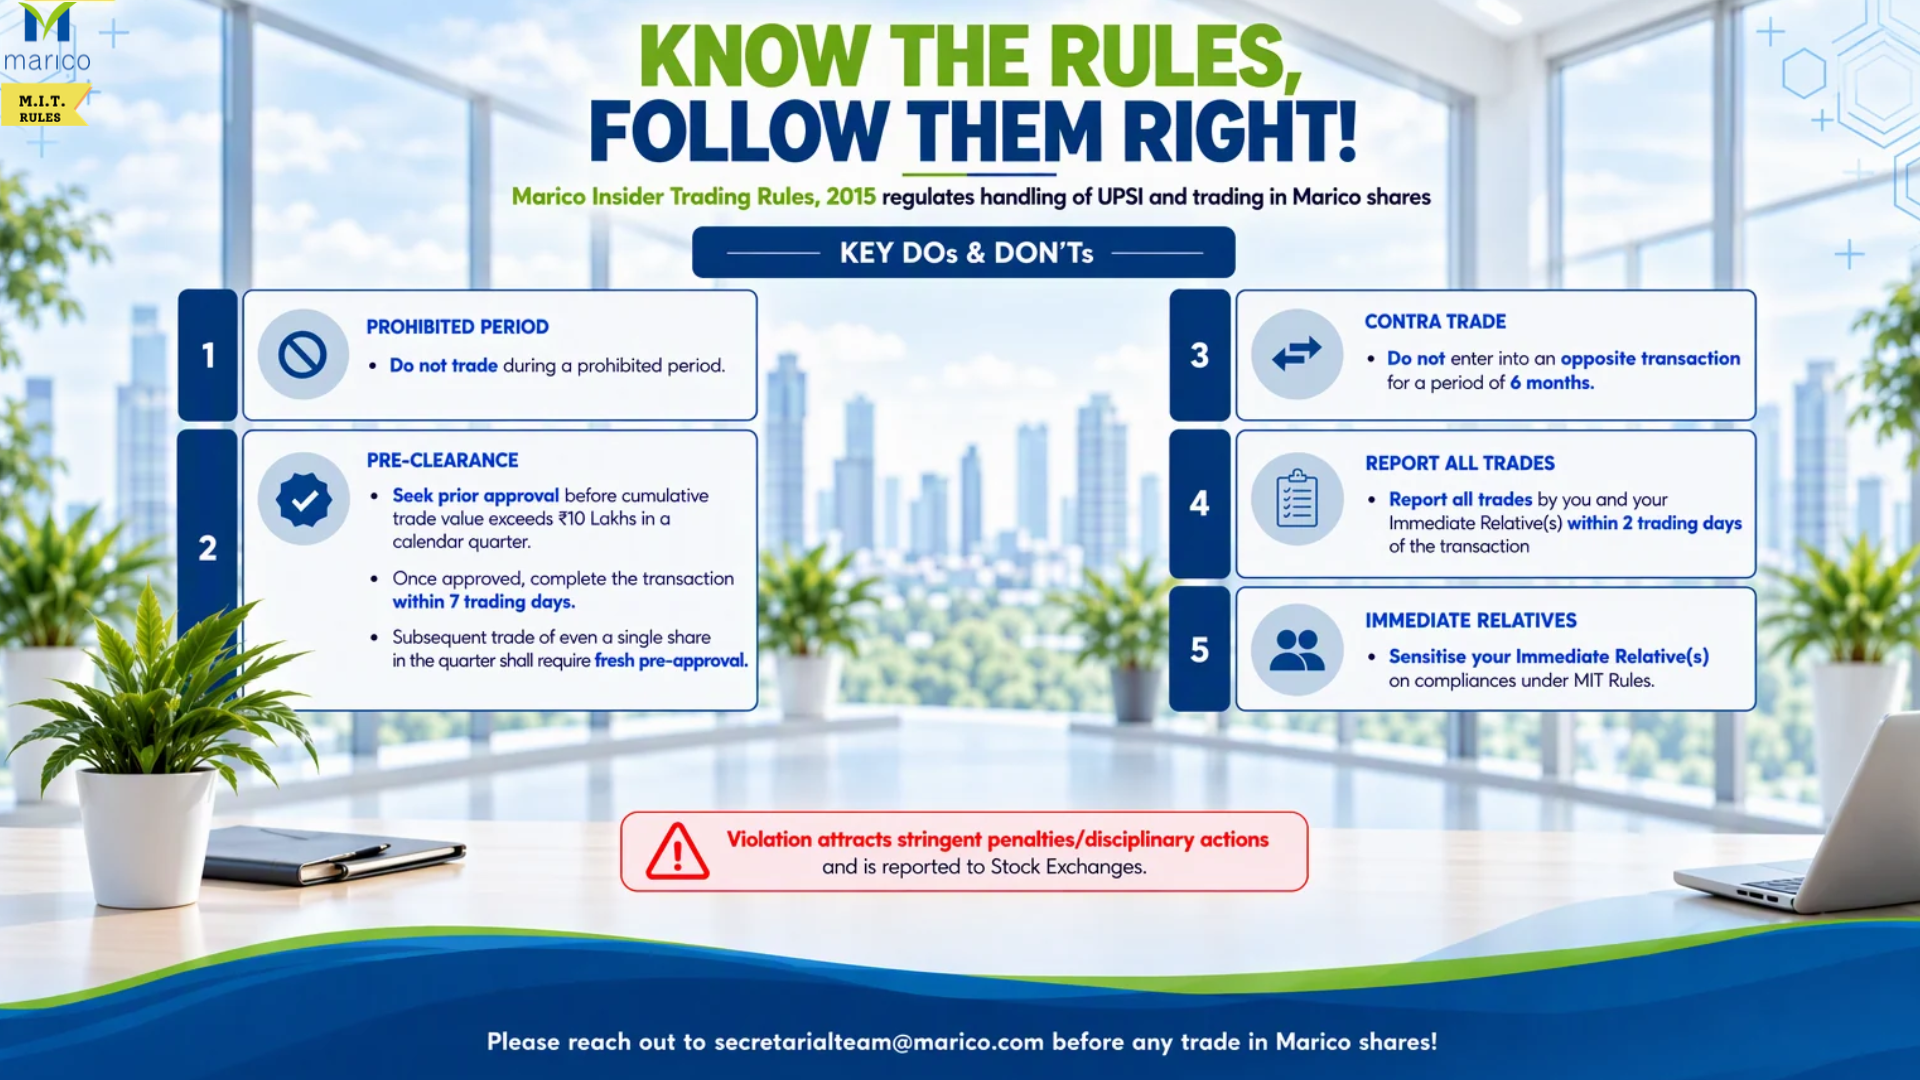 marico
M.I.T.
RULES
KNOW THE RULES,
FOLLOW THEM RIGHT!
Marico Insider Trading Rules, 2015 regulates handling of UPSI and trading in Marico shares
KEY DOs & DON'Ts
1
PROHIBITED PERIOD
• Do not trade during a prohibited period.
2
PRE-CLEARANCE
• Seek prior approval before cumulative
trade value exceeds ₹10 Lakhs in a
calendar quarter.
• Once approved, complete the transaction
within 7 trading days.
• Subsequent trade of even a single share
in the quarter shall require fresh pre-approval.
3
CONTRA TRADE
• Do not enter into an opposite transaction
for a period of 6 months.
4
REPORT ALL TRADES
• Report all trades by you and your
Immediate Relative(s) within 2 trading days
of the transaction
5
IMMEDIATE RELATIVES
• Sensitise your Immediate Relative(s)
on compliances under MIT Rules.
Violation attracts stringent penalties/disciplinary actions
and is reported to Stock Exchanges.
Please reach out to secretarialteam@marico.com before any trade in Marico shares!